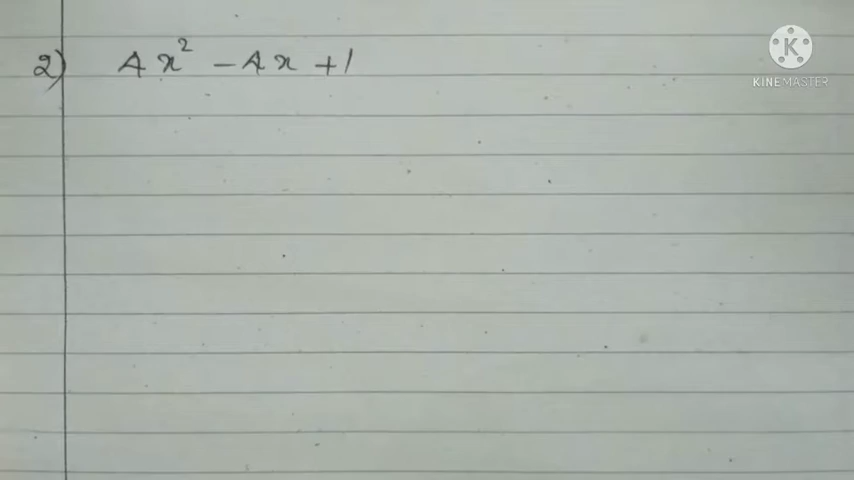 2) 4x² - 4x + 1
KINEMASTER